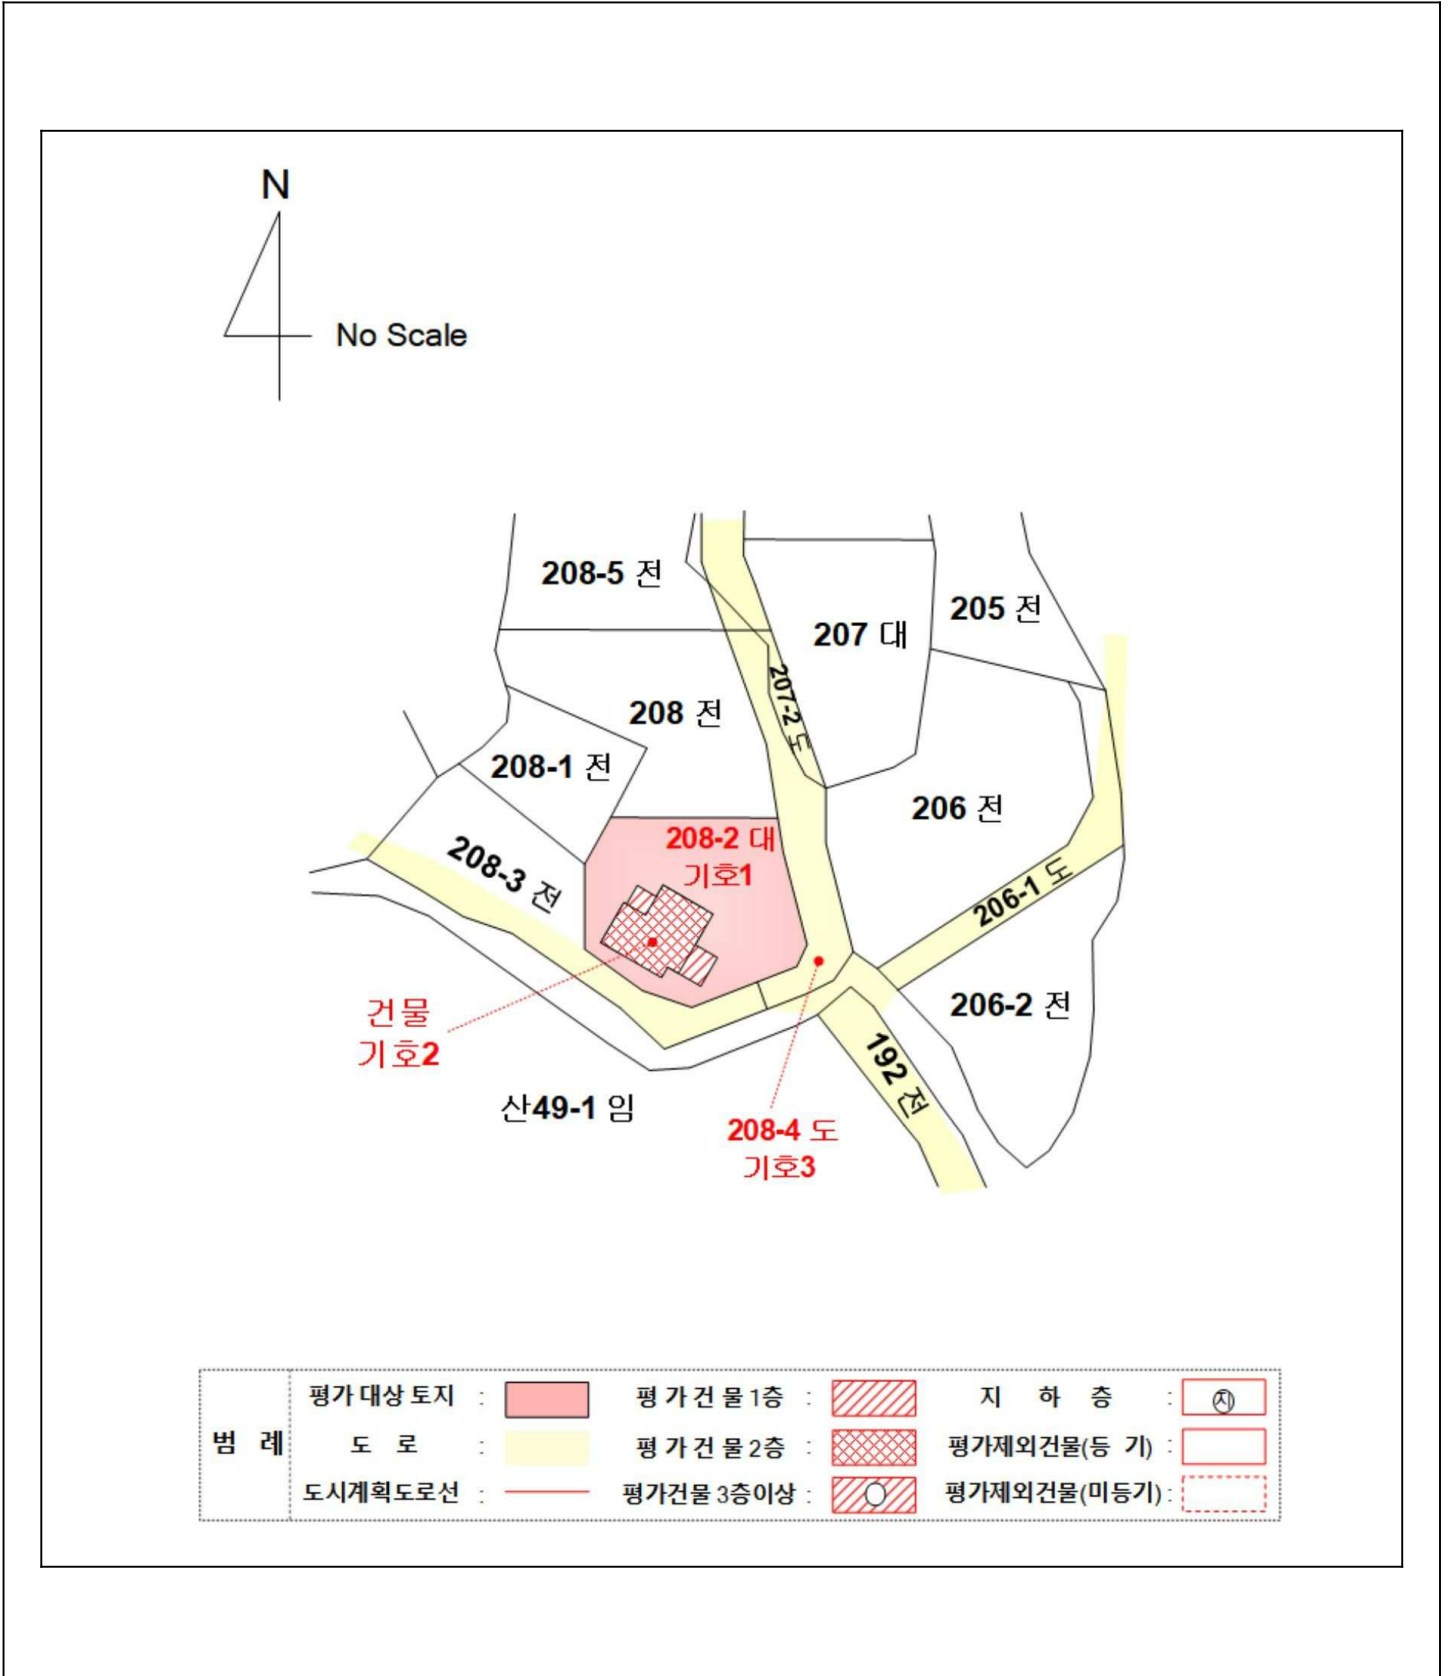 N
No Scale
208-5 전
205 전
207 대
207-2 도
208 전
208-1 전
206 전
208-2 대
기호1
208-3 전
206-1 도
206-2 전
건물
기호2
192 전
산49-1 임
208-4 도
기호3
범 례
평가 대상 토지 :
평 가 건 물 1층 :
지 하 층 :
지
도 로 :
평 가 건 물 2층 :
평가제외건물(등 기) :
도시계획도로선 :
평가건물 3층이상 :
평가제외건물(미등기) :